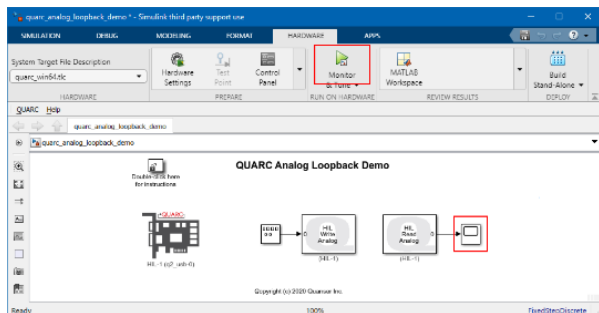 quarc_analog_loopback_demo * - Simulink third party support use
SIMULATION DEBUG MODELING FORMAT HARDWARE APPS
System Target File Description
quarc_win64.tlc
Hardware Settings
Test Point
Control Panel
Monitor & Tune
MATLAB Workspace
Build Stand-Alone
HARDWARE PREPARE RUN ON HARDWARE REVIEW RESULTS DEPLOY
QUARC Help
quarc_analog_loopback_demo
quarc_analog_loopback_demo
Double-click here
for instructions
QUARC Analog Loopback Demo
QUARC
HIL-1 (q2_usb-0)
0
HIL
Write
Analog
(HIL-1)
HIL
Read
Analog
0
(HIL-1)
Copyright (c) 2020 Quanser Inc.
Ready 100% FixedStepDiscrete